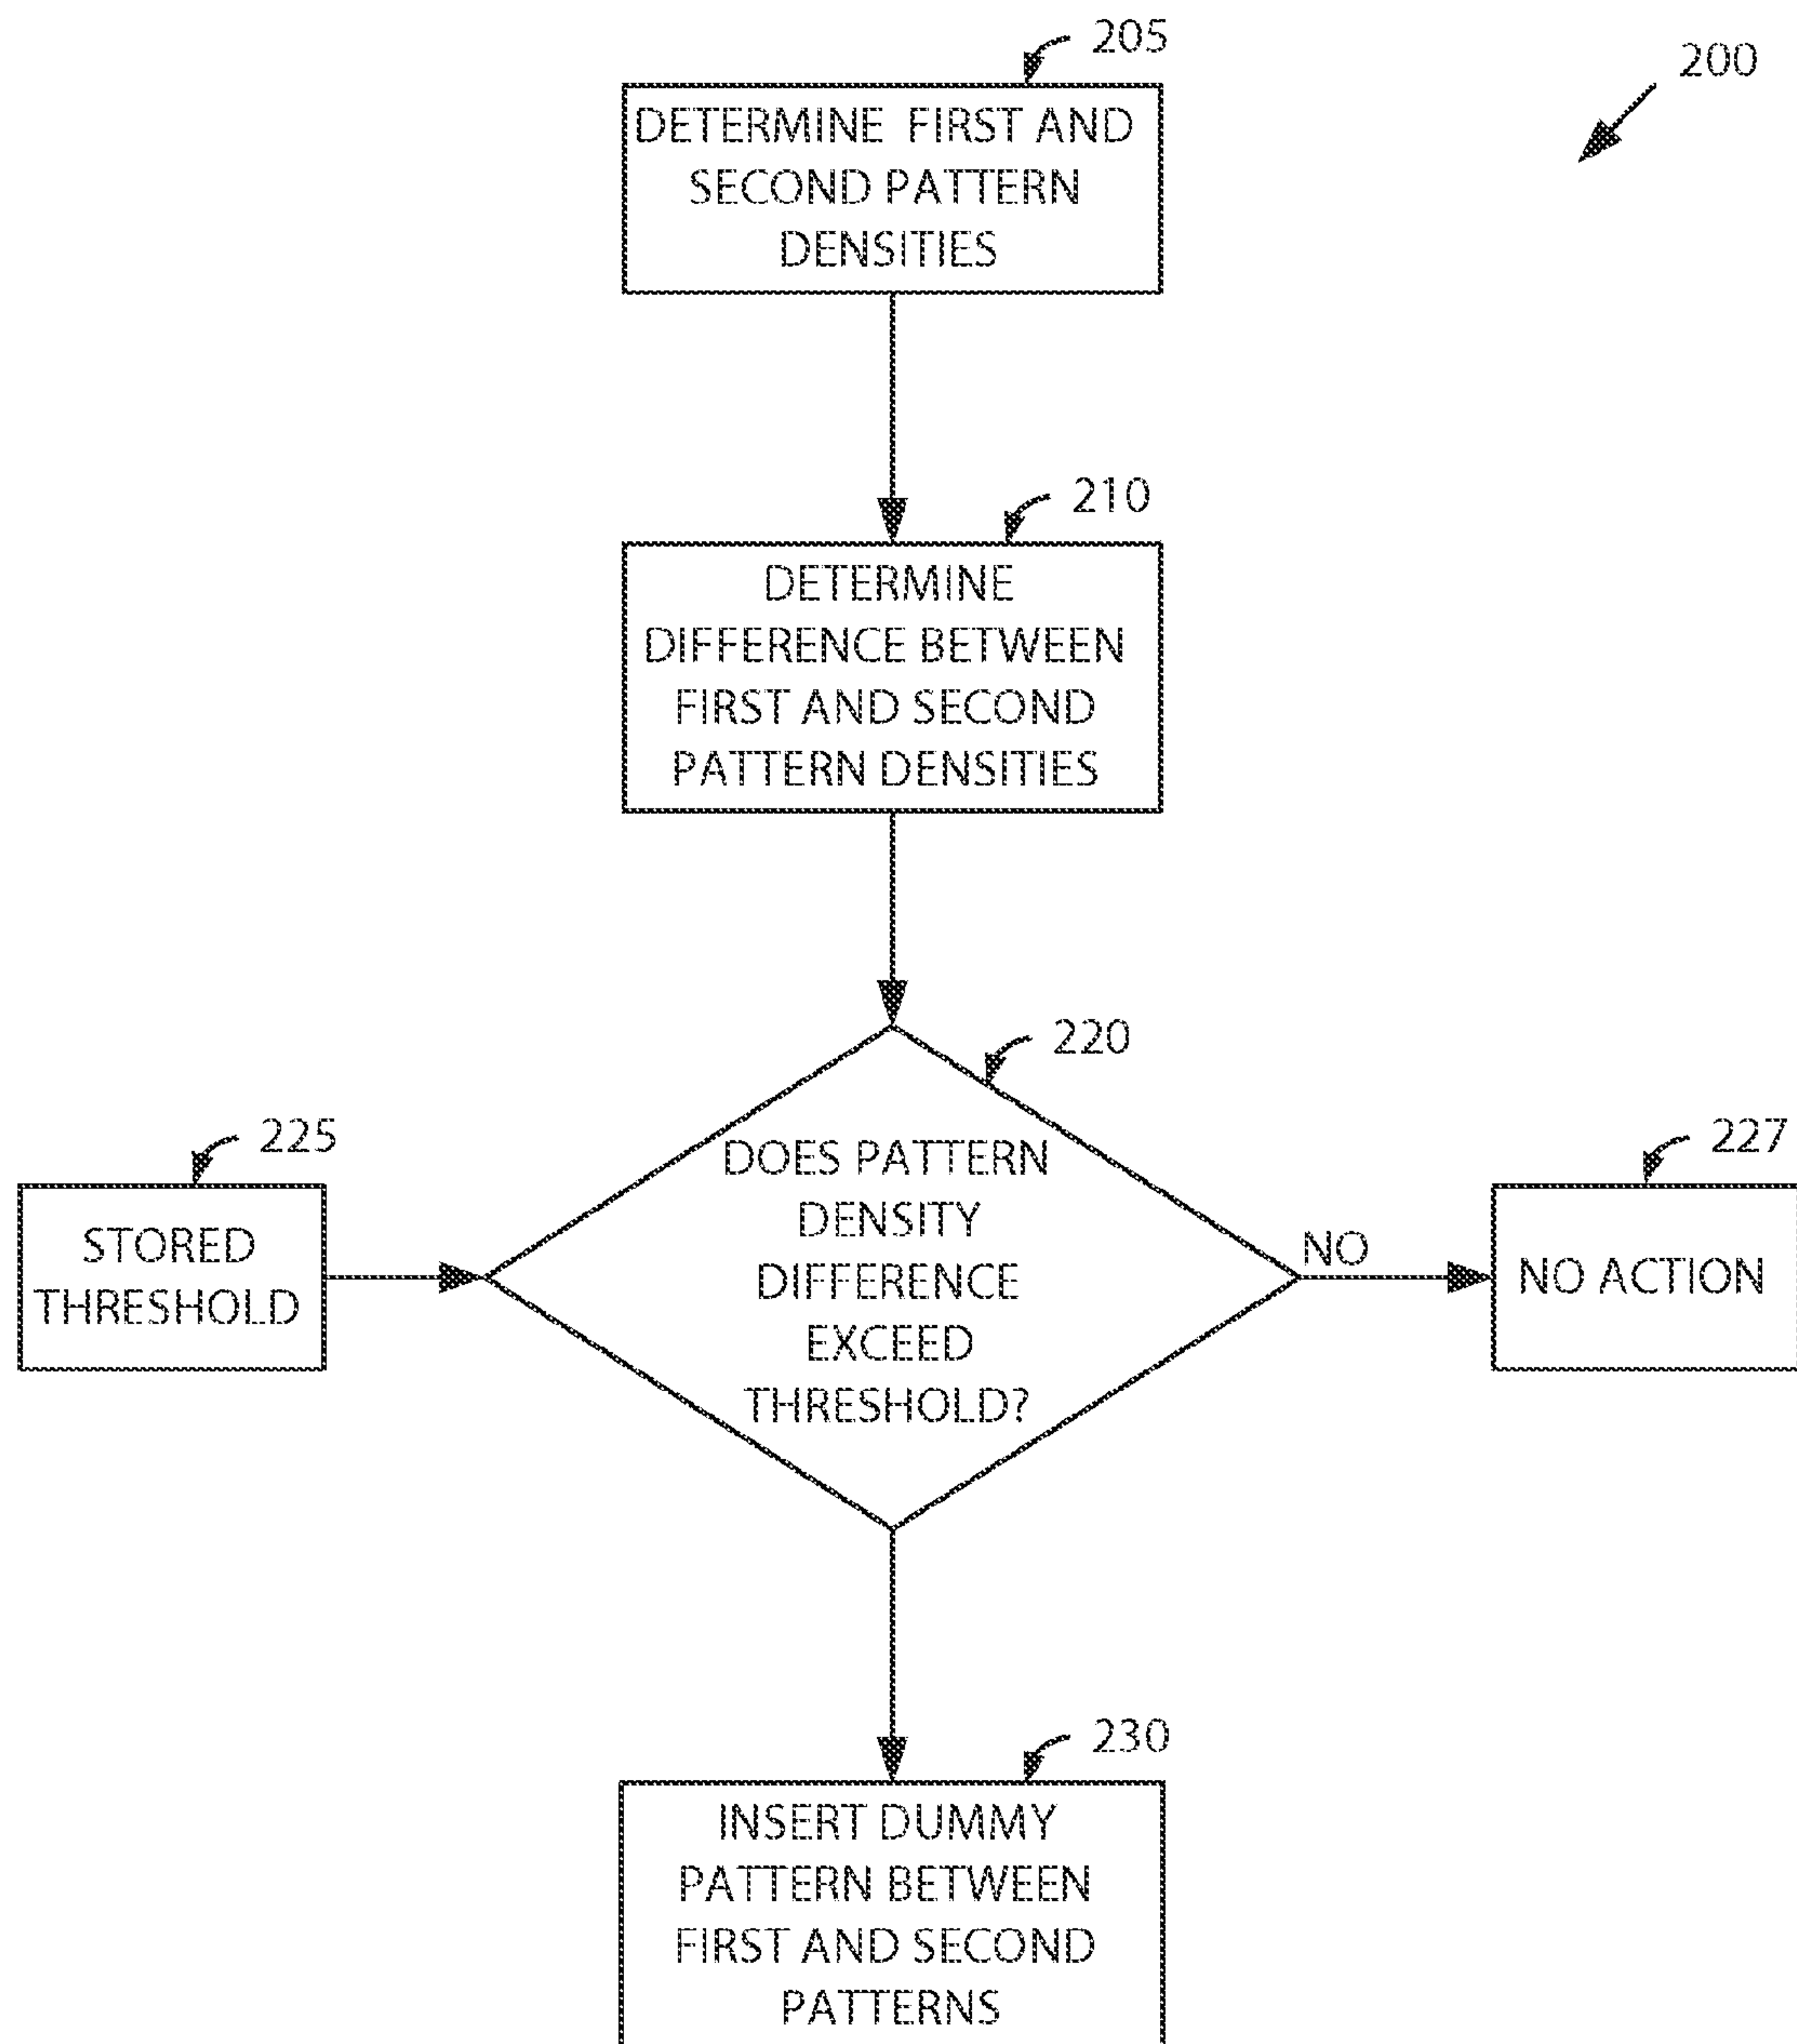 205
200
DETERMINE FIRST AND
SECOND PATTERN
DENSITIES
210
DETERMINE
DIFFERENCE BETWEEN
FIRST AND SECOND
PATTERN DENSITIES
220
225
227
DOES PATTERN
DENSITY
DIFFERENCE
EXCEED
THRESHOLD?
STORED
THRESHOLD
NO
NO ACTION
230
INSERT DUMMY
PATTERN BETWEEN
FIRST AND SECOND
PATTERNS